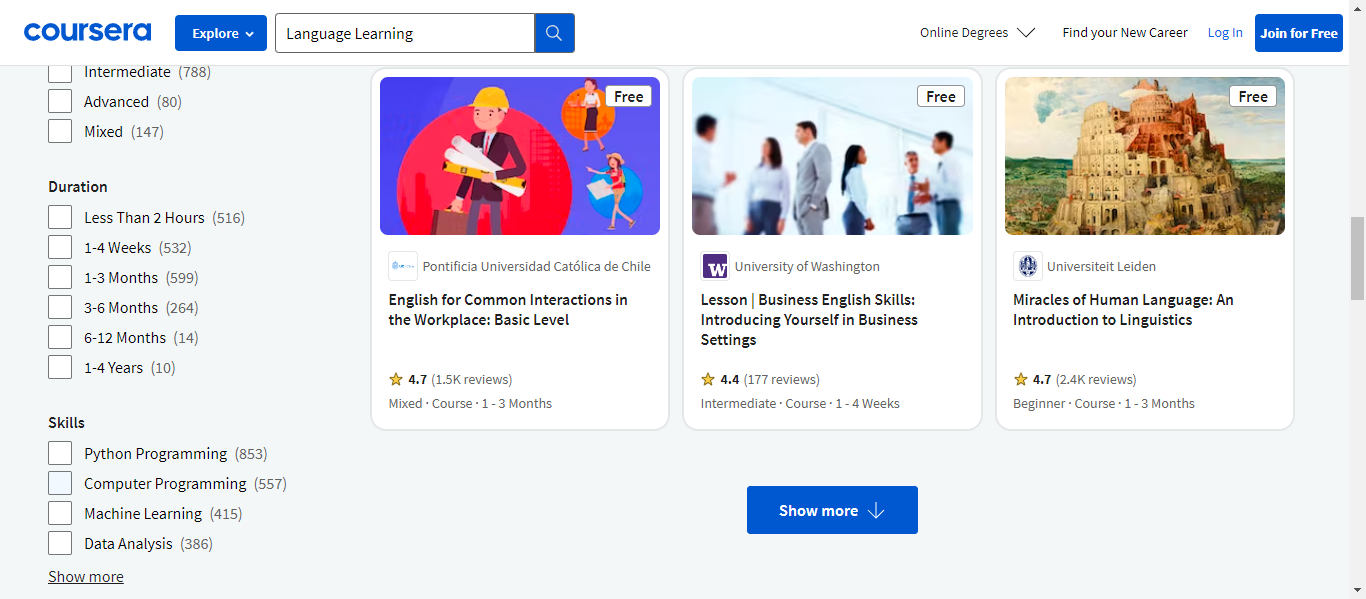 coursera
Explore
Language Learning
Online Degrees
Find your New Career
Log In
Join for Free
Intermediate (788)
Advanced (80)
Mixed (147)
Duration
Less Than 2 Hours (516)
1-4 Weeks (532)
1-3 Months (599)
3-6 Months (264)
6-12 Months (14)
1-4 Years (10)
Skills
Python Programming (853)
Computer Programming (557)
Machine Learning (415)
Data Analysis (386)
Show more
Free
Pontificia Universidad Católica de Chile
English for Common Interactions in
the Workplace: Basic Level
4.7 (1.5K reviews)
Mixed · Course · 1 - 3 Months
Free
W
University of Washington
Lesson | Business English Skills:
Introducing Yourself in Business
Settings
4.4 (177 reviews)
Intermediate · Course · 1 - 4 Weeks
Free
Universiteit Leiden
Miracles of Human Language: An
Introduction to Linguistics
4.7 (2.4K reviews)
Beginner · Course · 1 - 3 Months
Show more